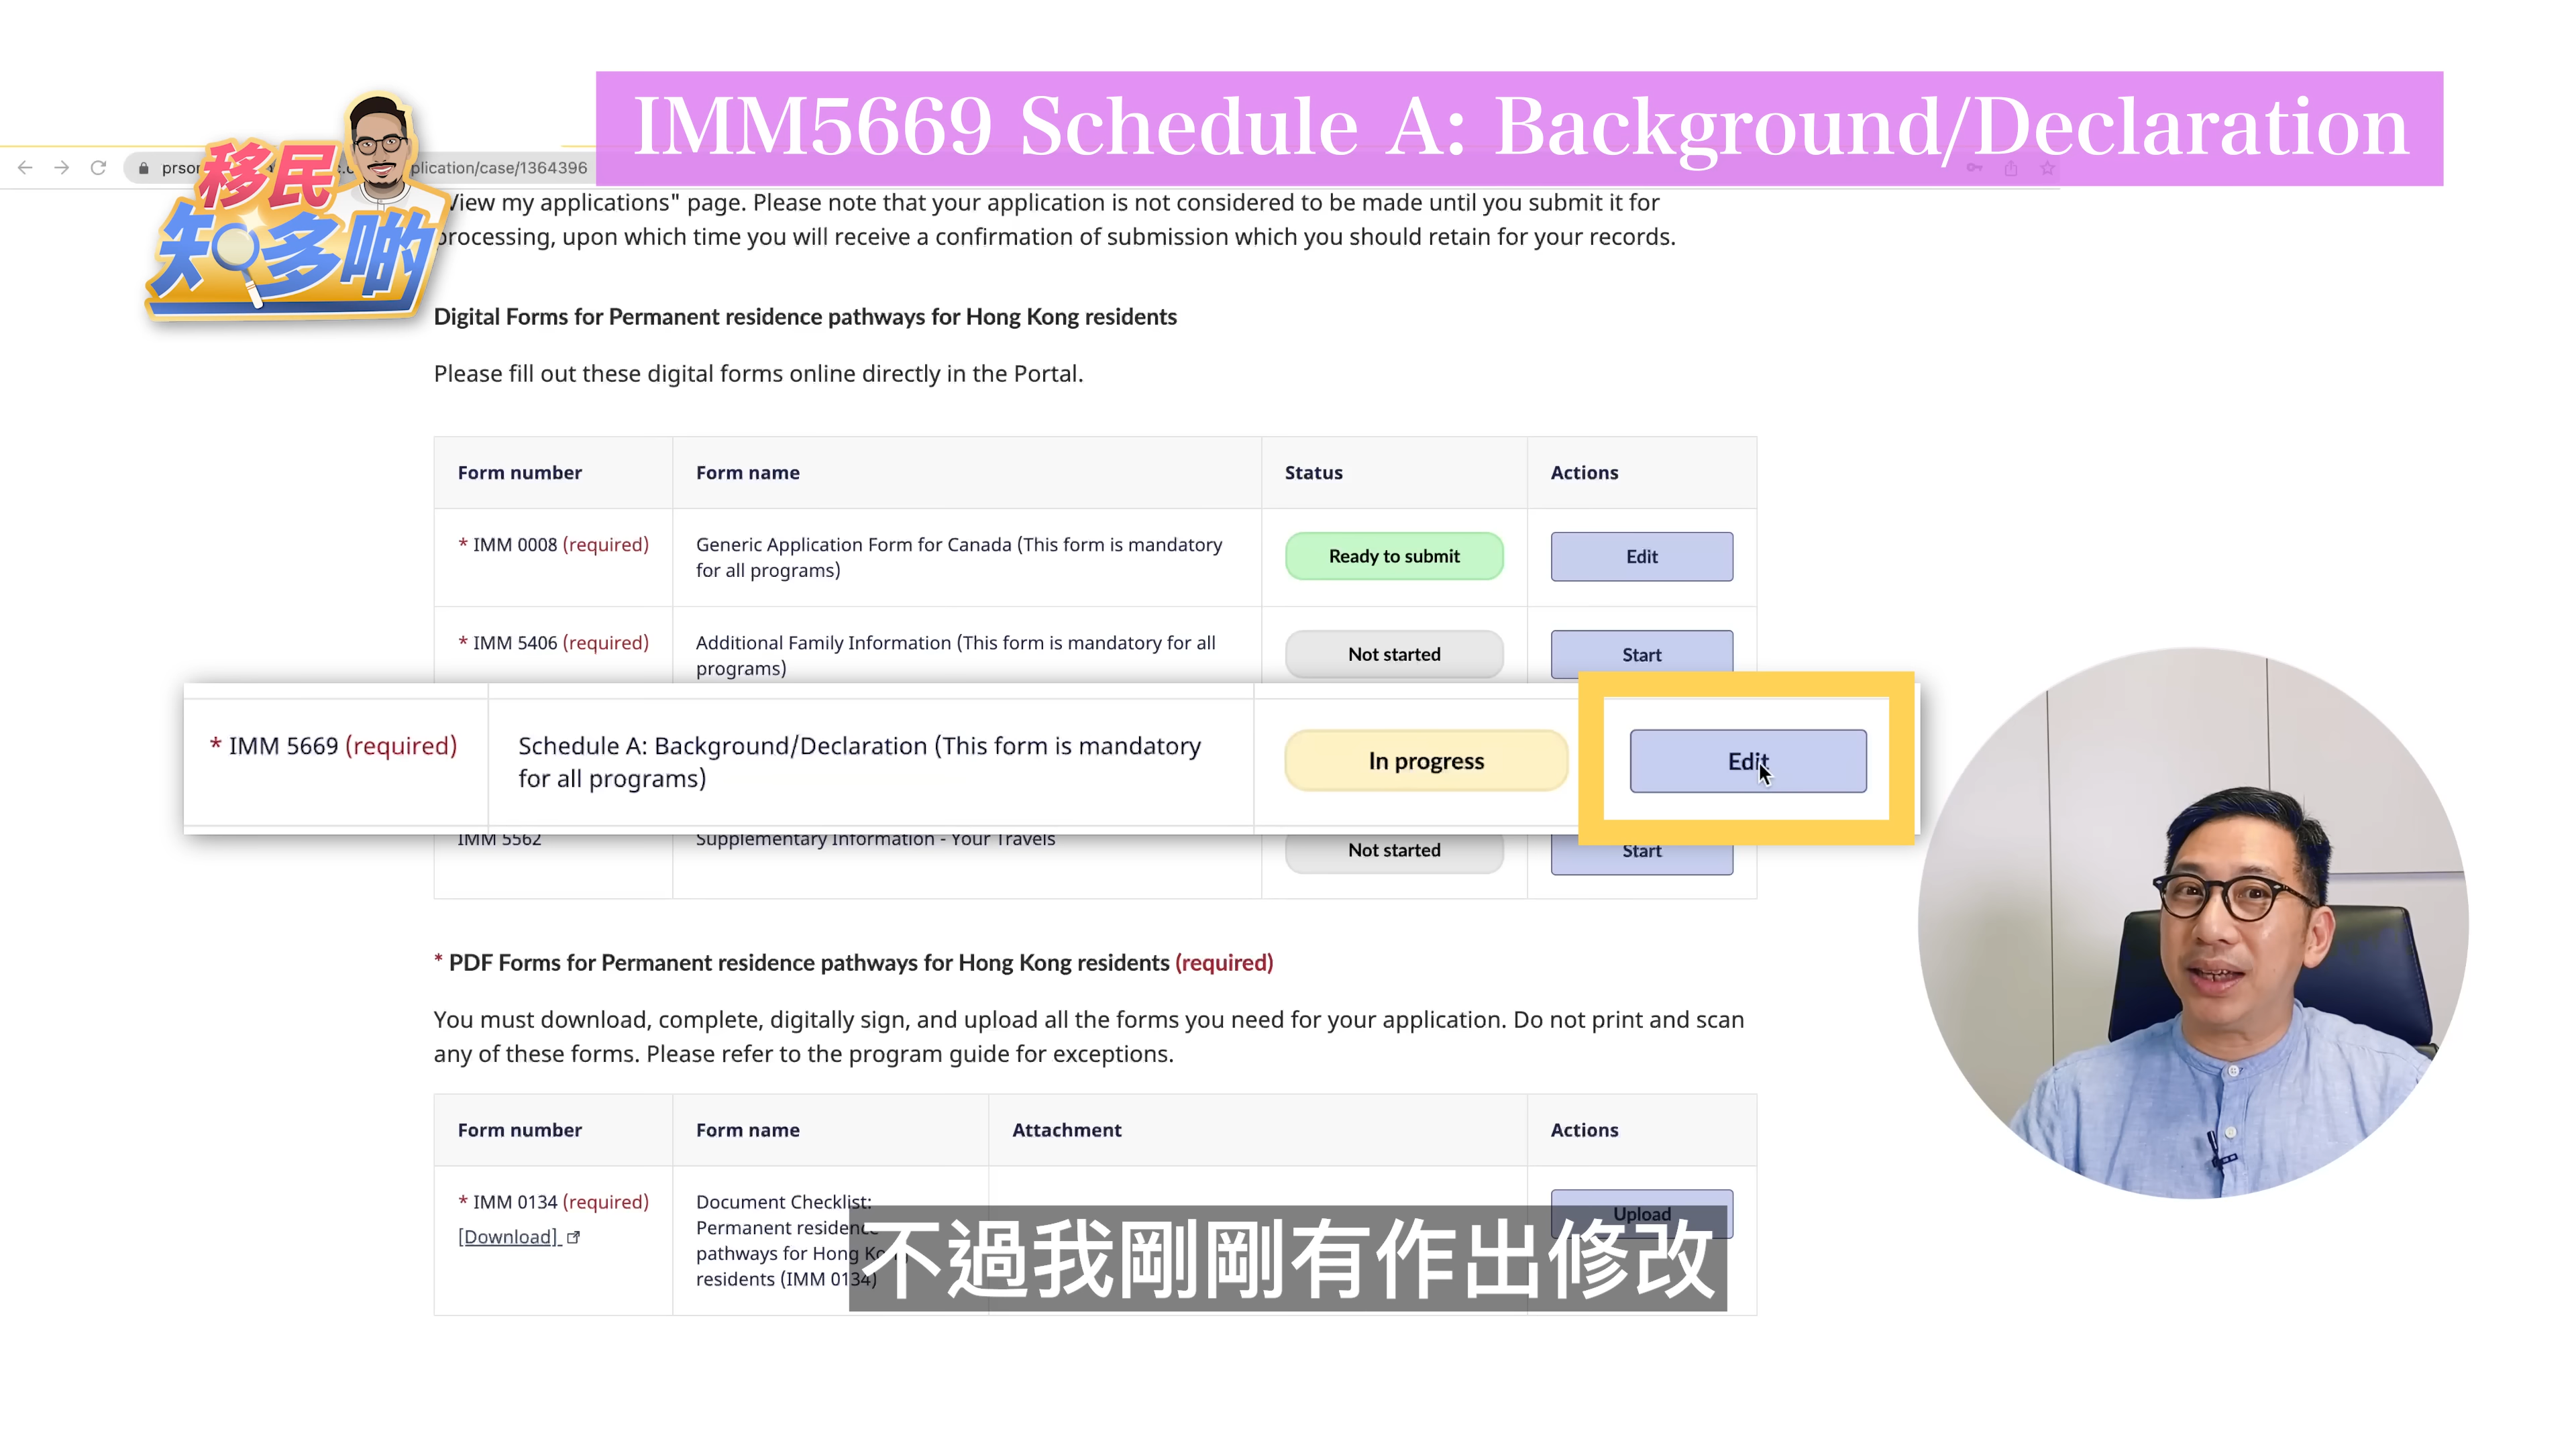 IMM5669 Schedule A: Background/Declaration
移民
知多啲
plication/case/1364396
View my applications" page. Please note that your application is not considered to be made until you submit it for
processing, upon which time you will receive a confirmation of submission which you should retain for your records.
Digital Forms for Permanent residence pathways for Hong Kong residents
Please fill out these digital forms online directly in the Portal.
Form number Form name Status Actions
* IMM 0008 (required) Generic Application Form for Canada (This form is mandatory
for all programs)
Ready to submit Edit
* IMM 5406 (required) Additional Family Information (This form is mandatory for all
programs)
Not started Start
* IMM 5669 (required) Schedule A: Background/Declaration (This form is mandatory
for all programs)
In progress Edit
IMM 5562 Supplementary Information - Your Travels
Not started Start
* PDF Forms for Permanent residence pathways for Hong Kong residents (required)
You must download, complete, digitally sign, and upload all the forms you need for your application. Do not print and scan
any of these forms. Please refer to the program guide for exceptions.
Form number Form name Attachment Actions
* IMM 0134 (required) Document Checklist:
[Download] Permanent residence
pathways for Hong Kong
residents (IMM 0134)
Upload
不過我剛剛有作出修改